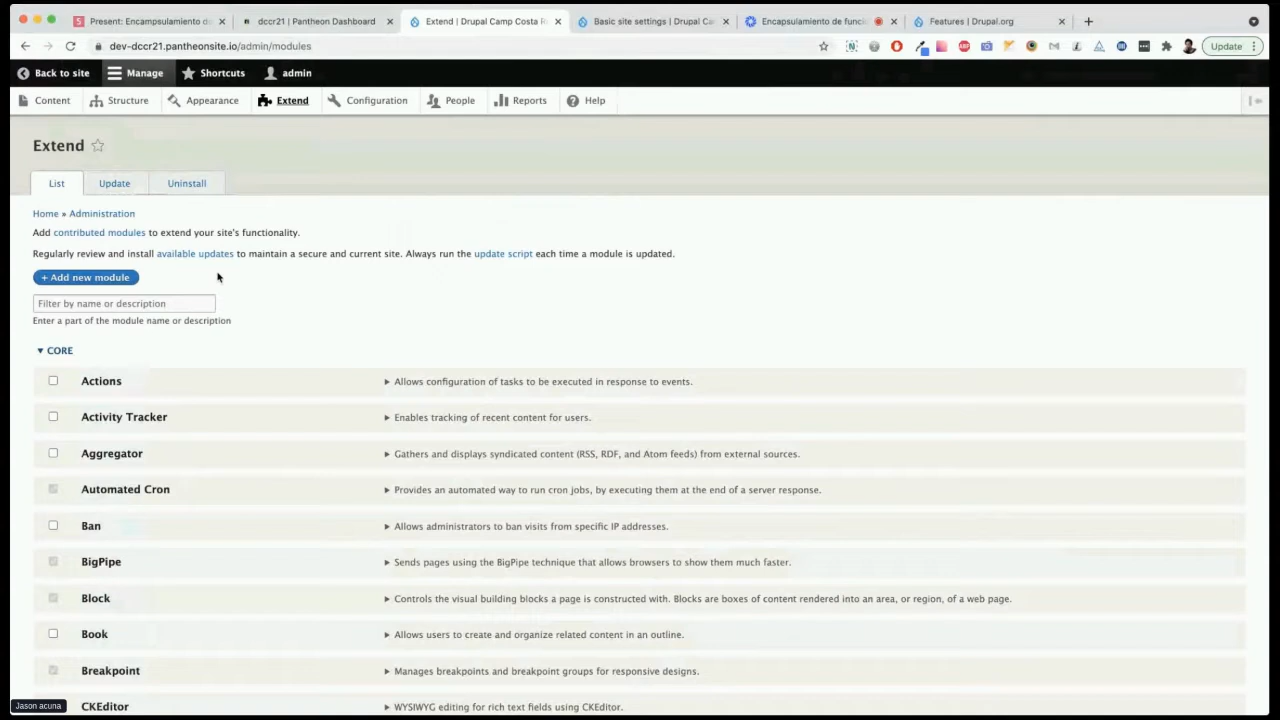 Present: Encampsulamiento d
dccr21 | Pantheon Dashboard
Extend | Drupal Camp Costa R
Basic site settings | Drupal Ca
Encapsulamiento de func
Features | Drupal.org
dev-dccr21.pantheonsite.io/admin/modules
Update
Back to site
Manage
Shortcuts
admin
Content
Structure
Appearance
Extend
Configuration
People
Reports
Help
Extend
List
Update
Uninstall
Home » Administration
Add contributed modules to extend your site's functionality.
Regularly review and install available updates to maintain a secure and current site. Always run the update script each time a module is updated.
+ Add new module
Filter by name or description
Enter a part of the module name or description
▼ CORE
Actions
▶ Allows configuration of tasks to be executed in response to events.
Activity Tracker
▶ Enables tracking of recent content for users.
Aggregator
▶ Gathers and displays syndicated content (RSS, RDF, and Atom feeds) from external sources.
Automated Cron
▶ Provides an automated way to run cron jobs, by executing them at the end of a server response.
Ban
▶ Allows administrators to ban visits from specific IP addresses.
BigPipe
▶ Sends pages using the BigPipe technique that allows browsers to show them much faster.
Block
▶ Controls the visual building blocks a page is constructed with. Blocks are boxes of content rendered into an area, or region, of a web page.
Book
▶ Allows users to create and organize related content in an outline.
Breakpoint
▶ Manages breakpoints and breakpoint groups for responsive designs.
CKEditor
▶ WYSIWYG editing for rich text fields using CKEditor.
Jason acuna